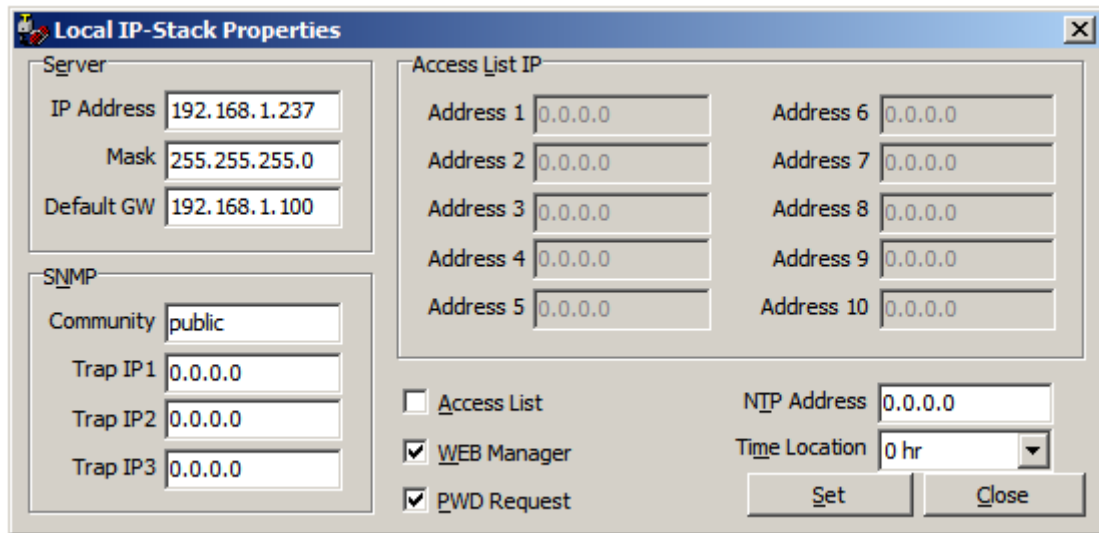 Local IP-Stack Properties
Server
IP Address 192.168.1.237
Mask 255.255.255.0
Default GW 192.168.1.100
SNMP
Community public
Trap IP1 0.0.0.0
Trap IP2 0.0.0.0
Trap IP3 0.0.0.0
Access List IP
Address 1 0.0.0.0 Address 6 0.0.0.0
Address 2 0.0.0.0 Address 7 0.0.0.0
Address 3 0.0.0.0 Address 8 0.0.0.0
Address 4 0.0.0.0 Address 9 0.0.0.0
Address 5 0.0.0.0 Address 10 0.0.0.0
Access List
WEB Manager
PWD Request
NTP Address 0.0.0.0
Time Location 0 hr
Set Close